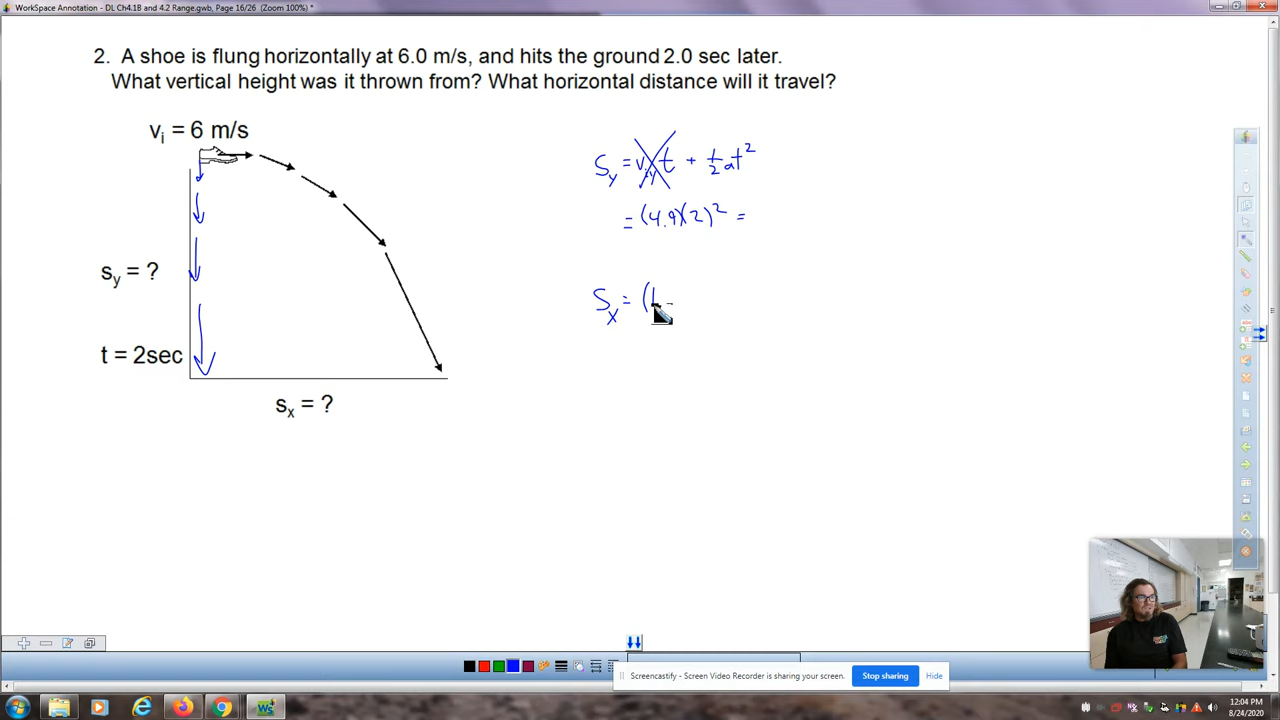 WorkSpace Annotation - DL Ch4.1B and 4.2 Range.gwb, Page 16/26 (Zoom 100%) *
2. A shoe is flung horizontally at 6.0 m/s, and hits the ground 2.0 sec later.
What vertical height was it thrown from? What horizontal distance will it travel?
vi = 6 m/s
Sy = viy t + 1/2 at²
= (4.9)(2)² =
sy = ?
Sx = (
t = 2sec
sx = ?
Screencastify - Screen Video Recorder is sharing your screen.
Stop sharing
Hide
12:04 PM
8/24/2020